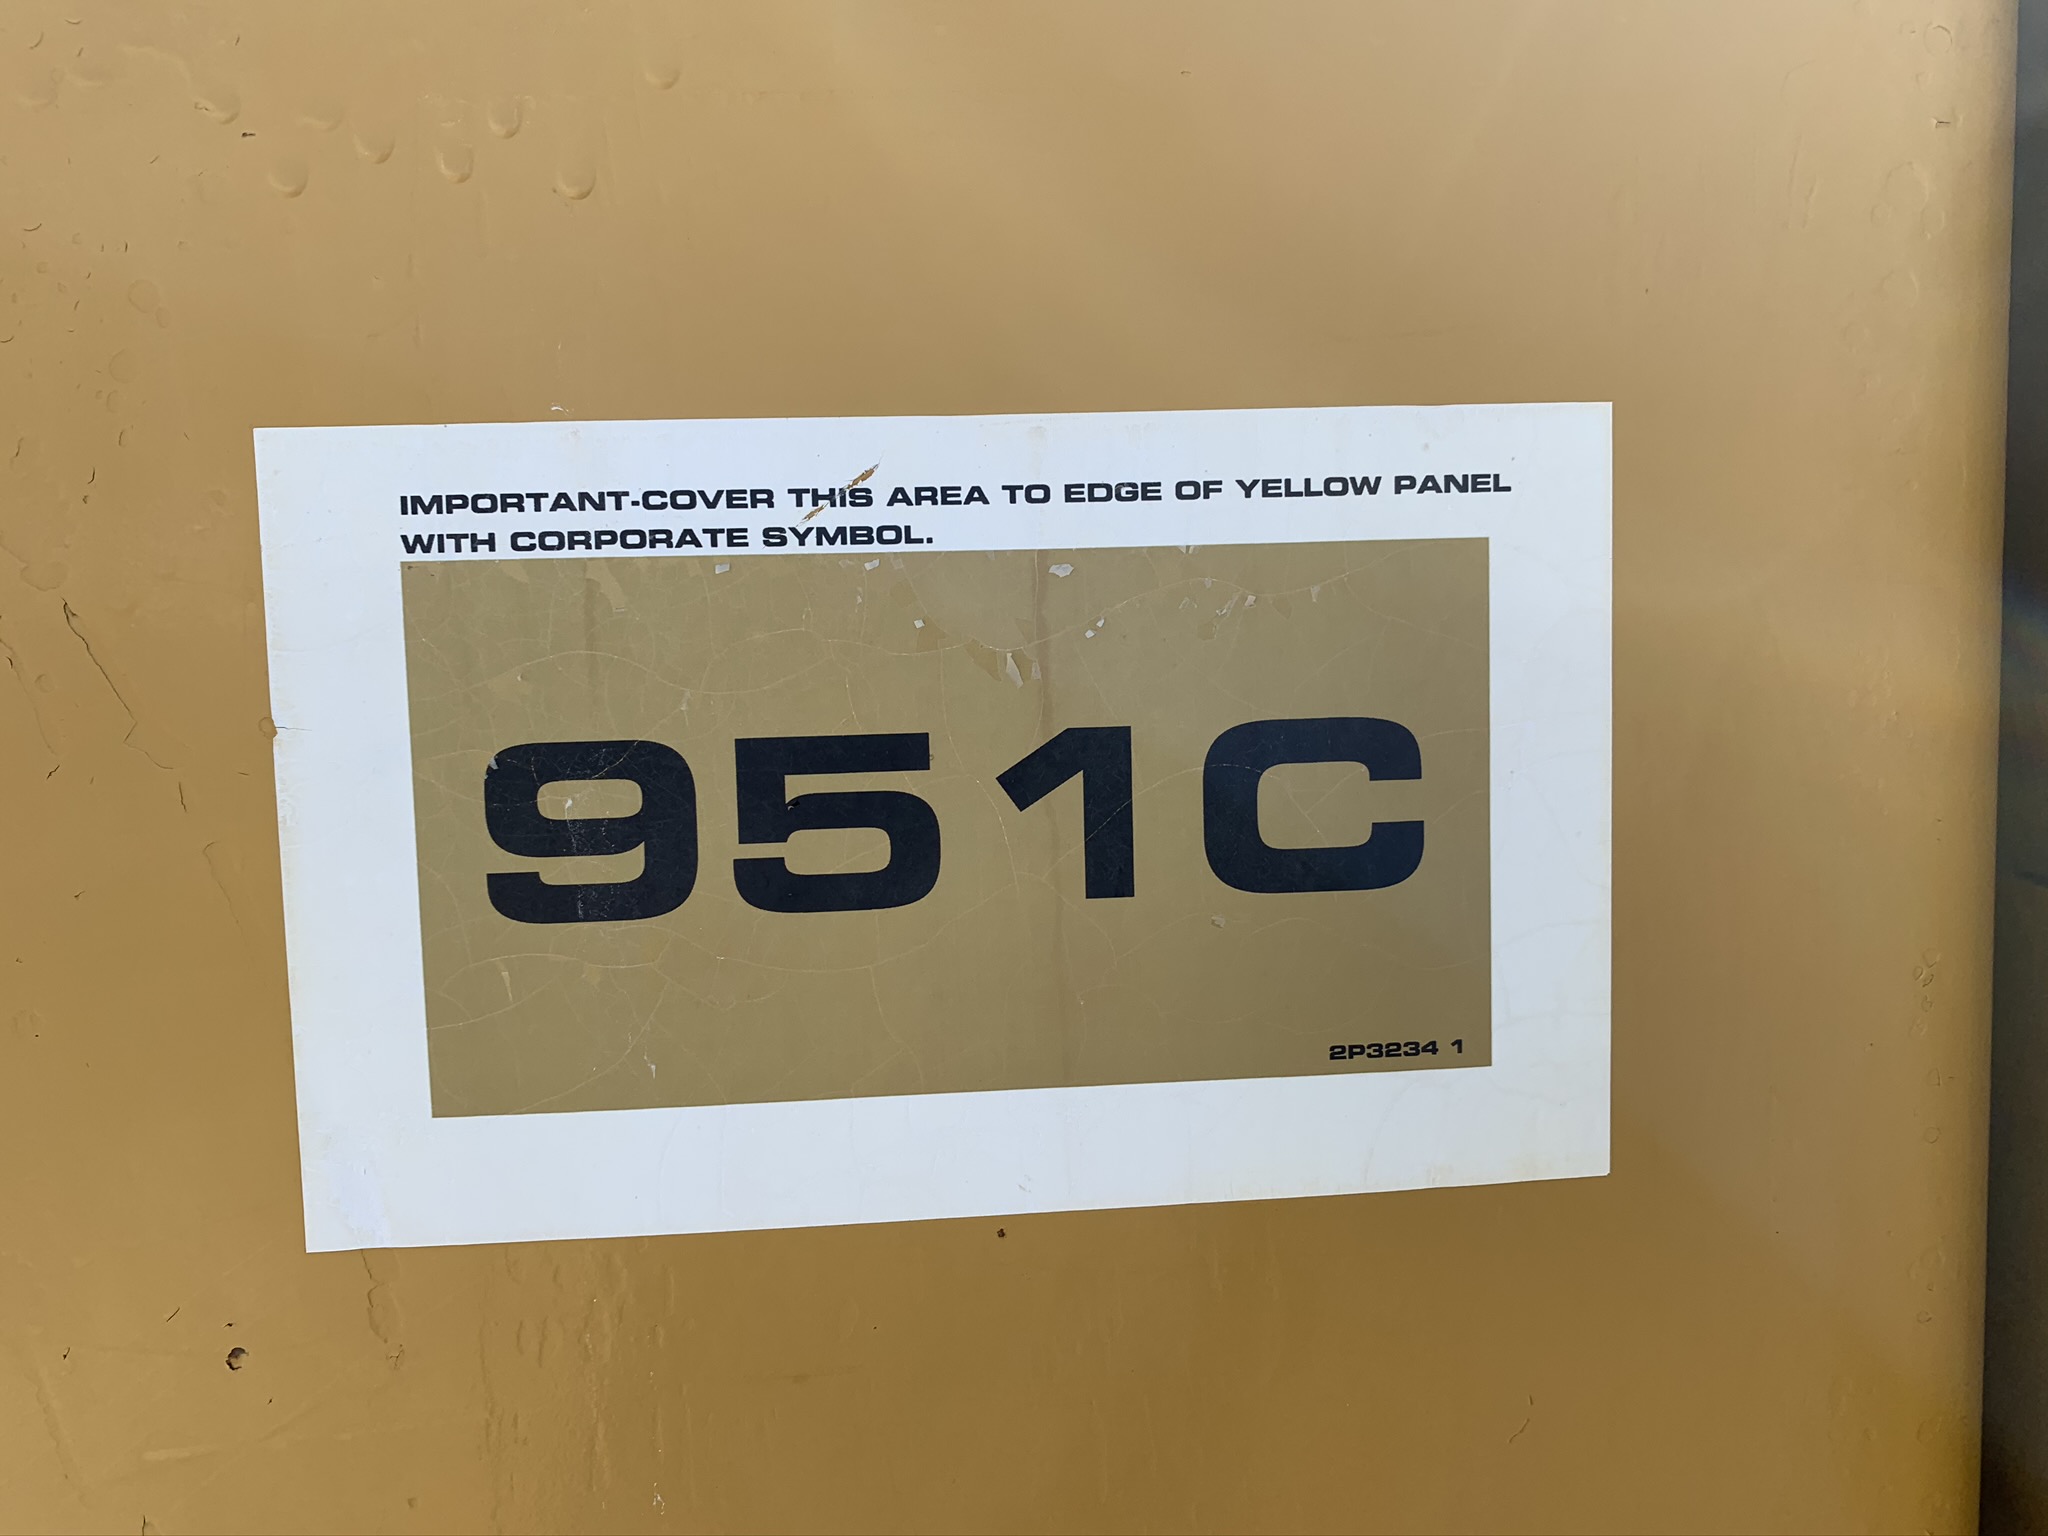 IMPORTANT-COVER THIS AREA TO EDGE OF YELLOW PANEL
WITH CORPORATE SYMBOL.
951C
2P3234 1